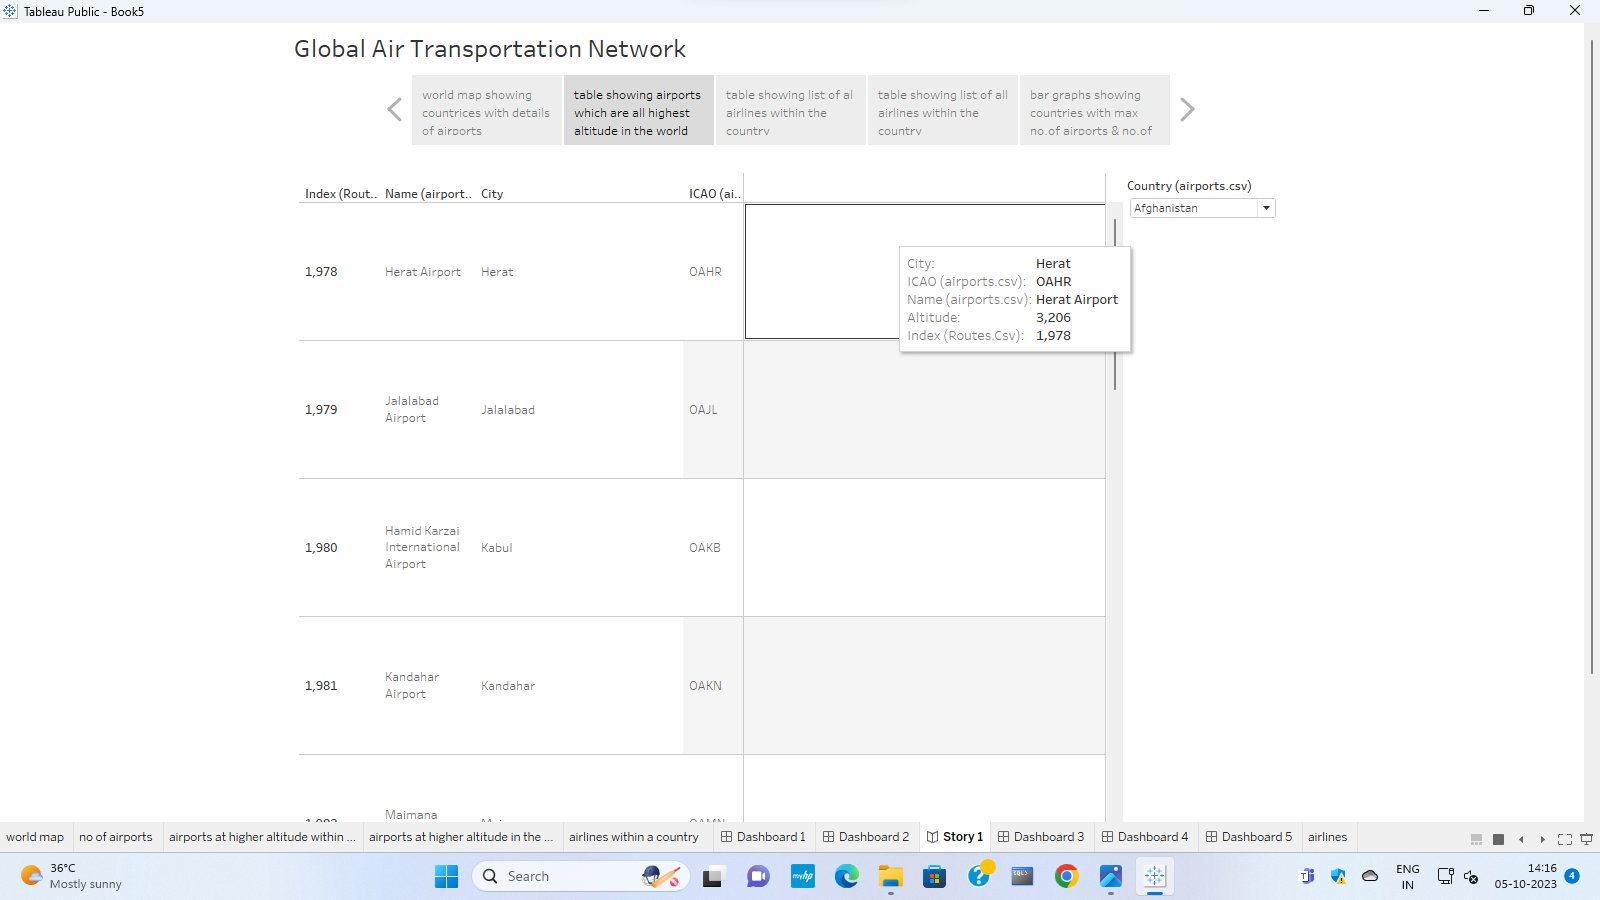 Tableau Public - Book5
Global Air Transportation Network
world map showing
countrices with details
of airports
table showing airports
which are all highest
altitude in the world
table showing list of al
airlines within the
country
table showing list of all
airlines within the
country
bar graphs showing
countries with max
no.of airports & no.of
Index (Rout.. Name (airport.. City ICAO (ai..
Country (airports.csv)
Afghanistan
1,978 Herat Airport Herat OAHR
City: Herat
ICAO (airports.csv): OAHR
Name (airports.csv): Herat Airport
Altitude: 3,206
Index (Routes.Csv): 1,978
1,979 Jalalabad Airport Jalalabad OAJL
1,980 Hamid Karzai International Airport Kabul OAKB
1,981 Kandahar Airport Kandahar OAKN
Maimana
world map no of airports airports at higher altitude within ... airports at higher altitude in the ... airlines within a country Dashboard 1 Dashboard 2 Story 1 Dashboard 3 Dashboard 4 Dashboard 5 airlines
36°C
Mostly sunny
Search
myhp
ENG
IN
14:16
05-10-2023
4